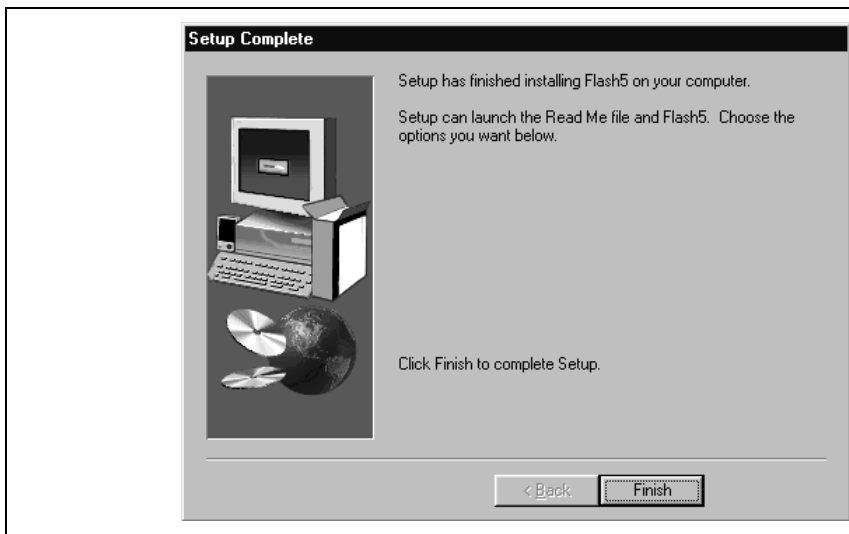 Setup Complete
Setup has finished installing Flash5 on your computer.
Setup can launch the Read Me file and Flash5.  Choose the
options you want below.
Click Finish to complete Setup.
< Back
Finish